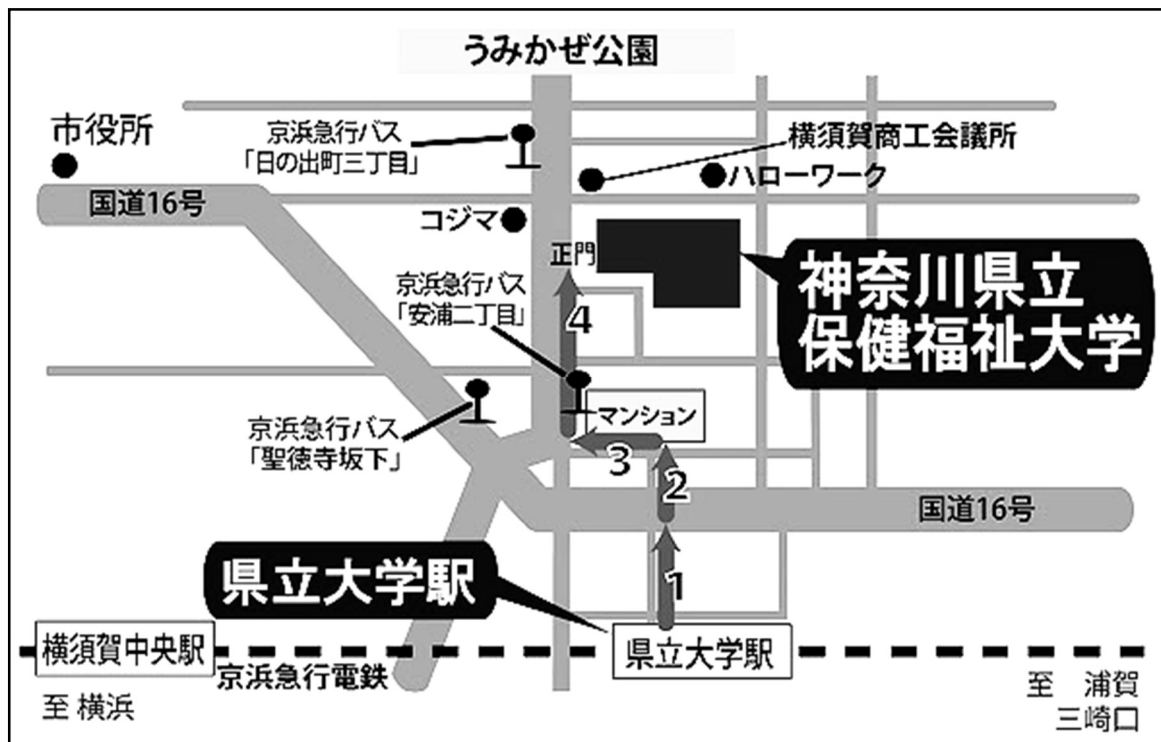 うみかぜ公園
市役所
京浜急行バス
「日の出町三丁目」
横須賀商工会議所
ハローワーク
国道16号
コジマ
正門
京浜急行バス
「安浦二丁目」
4
神奈川県立
保健福祉大学
マンション
京浜急行バス
「聖徳寺坂下」
3
2
国道16号
県立大学駅
1
横須賀中央駅
京浜急行電鉄
県立大学駅
至 横浜
至 浦賀
三崎口